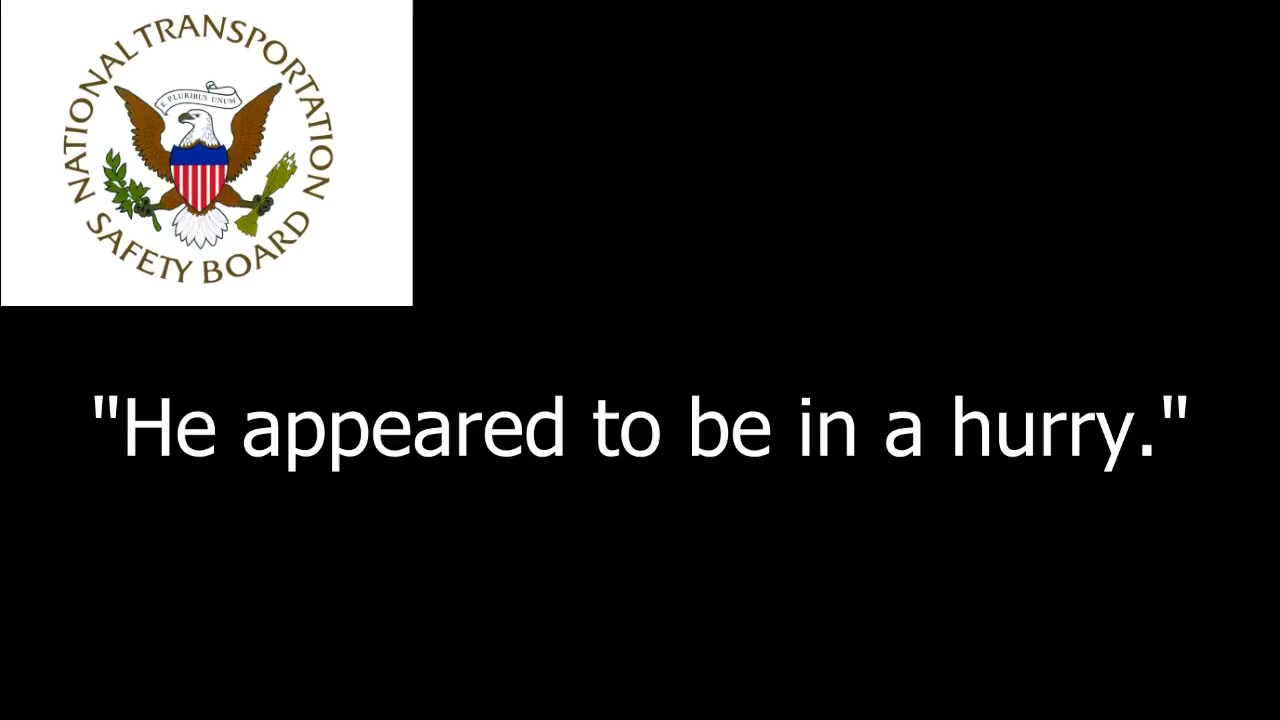 NATIONAL TRANSPORTATION
SAFETY BOARD
E PLURIBUS UNUM
"He appeared to be in a hurry."